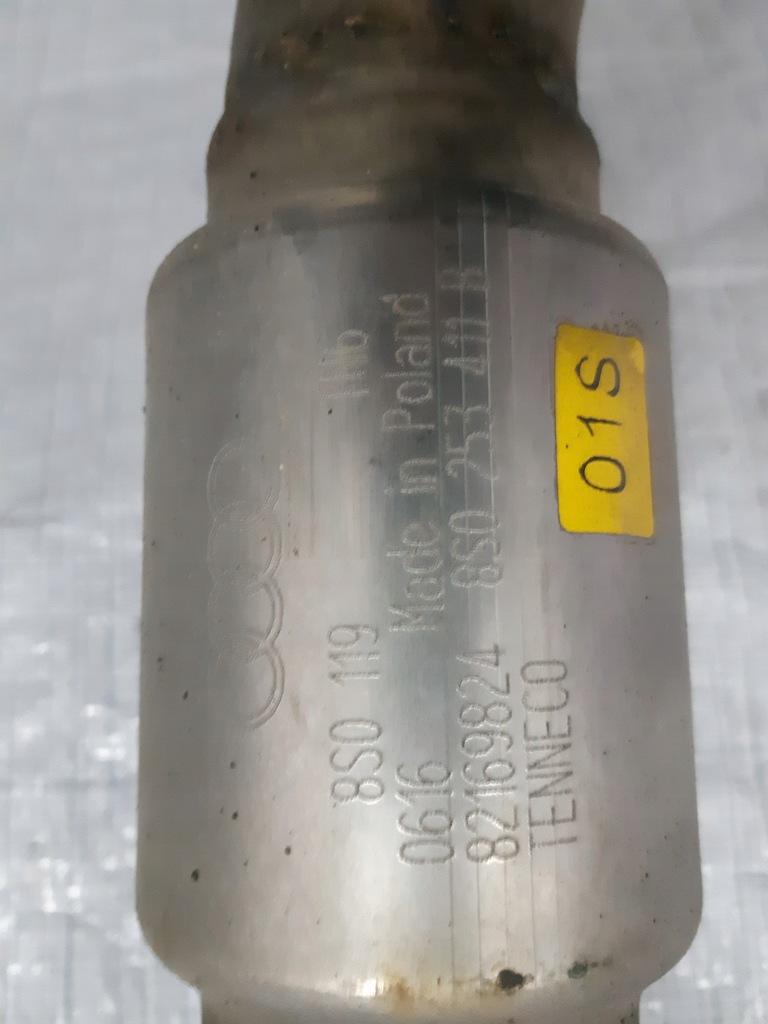 8S0 119
0616 Made in Poland
82169824 8S0 253 411 B
TENNECO
01S